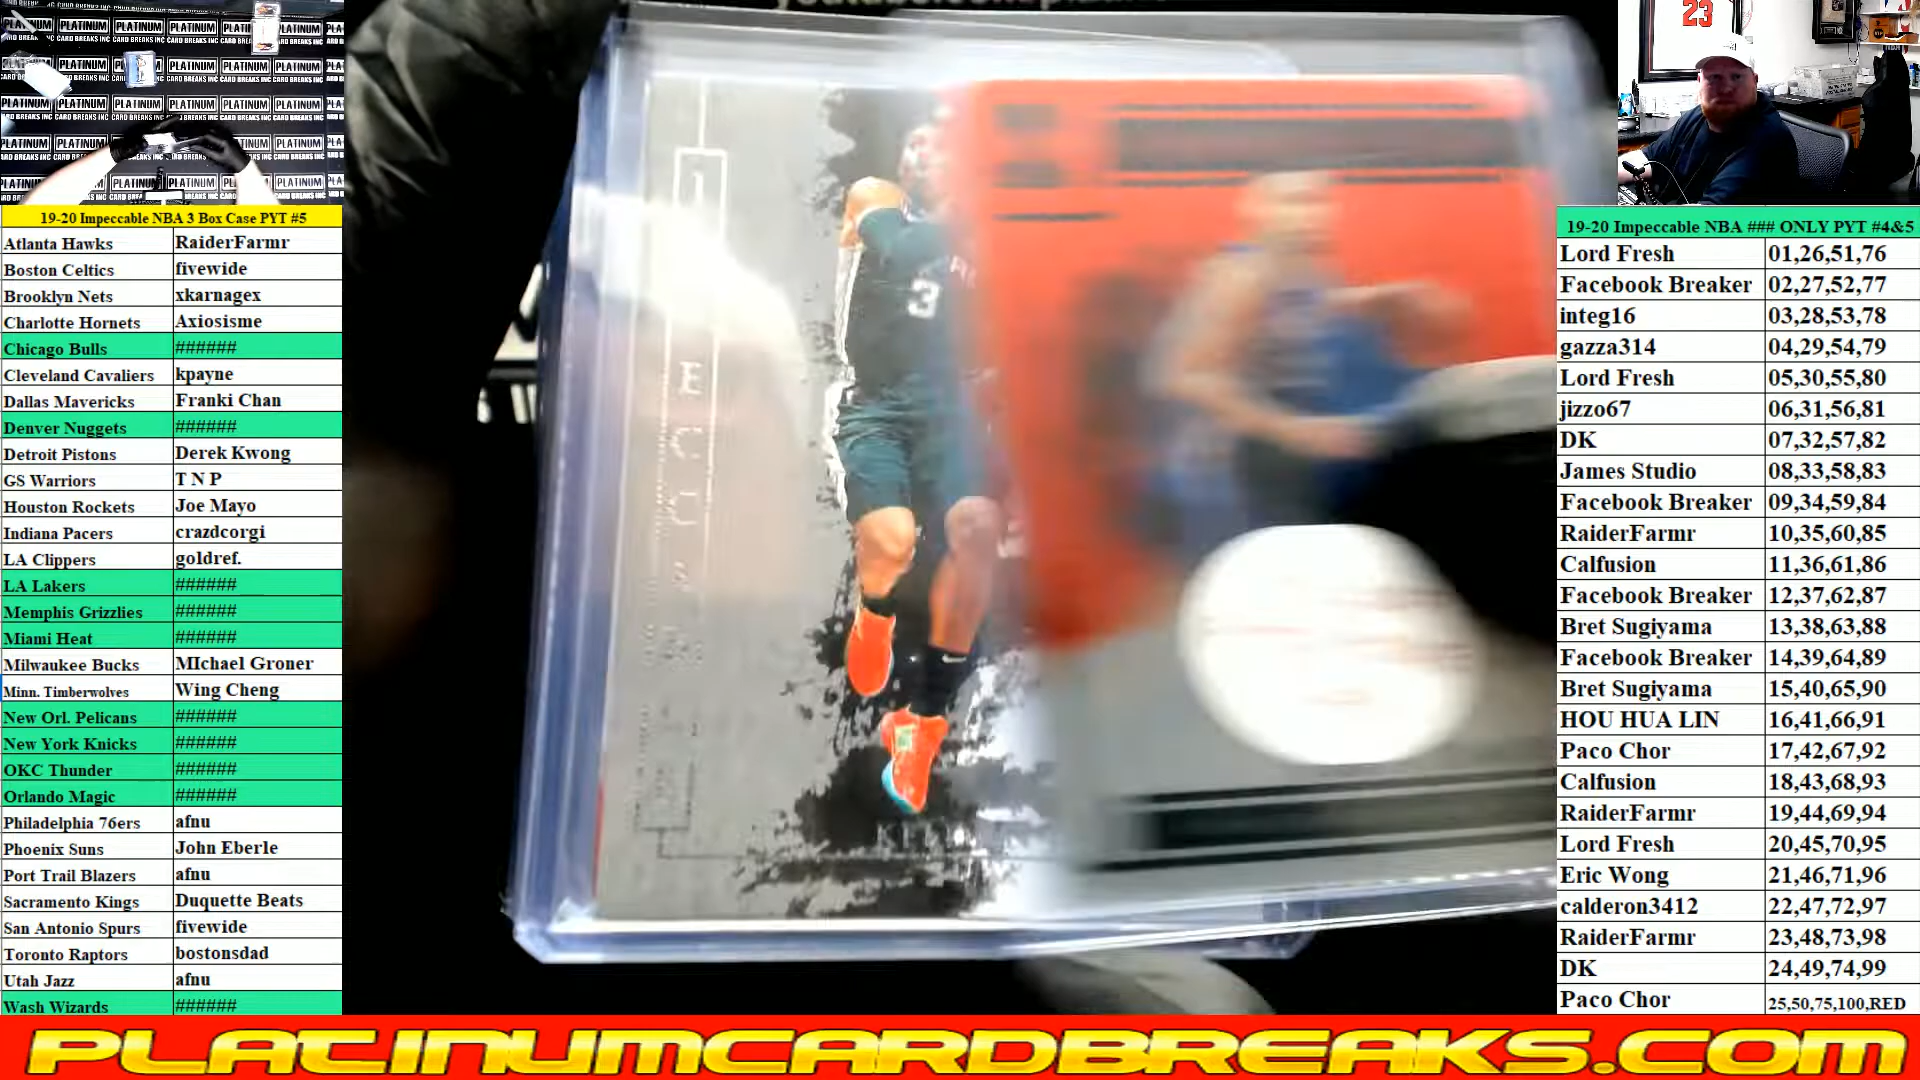 19-20 Impeccable NBA 3 Box Case PYT #5
Atlanta Hawks RaiderFarmr
Boston Celtics fivewide
Brooklyn Nets xkarnagex
Charlotte Hornets Axiosisme
Chicago Bulls ######
Cleveland Cavaliers kpayne
Dallas Mavericks Franki Chan
Denver Nuggets ######
Detroit Pistons Derek Kwong
GS Warriors T N P
Houston Rockets Joe Mayo
Indiana Pacers crazdcorgi
LA Clippers goldref.
LA Lakers ######
Memphis Grizzlies ######
Miami Heat ######
Milwaukee Bucks MIchael Groner
Minn. Timberwolves Wing Cheng
New Orl. Pelicans ######
New York Knicks ######
OKC Thunder ######
Orlando Magic ######
Philadelphia 76ers afnu
Phoenix Suns John Eberle
Port Trail Blazers afnu
Sacramento Kings Duquette Beats
San Antonio Spurs fivewide
Toronto Raptors bostonsdad
Utah Jazz afnu
Wash Wizards ######
PLATINUM
CARD BREAKS INC
3
23
19-20 Impeccable NBA ### ONLY PYT #4&5
Lord Fresh 01,26,51,76
Facebook Breaker 02,27,52,77
integ16 03,28,53,78
gazza314 04,29,54,79
Lord Fresh 05,30,55,80
jizzo67 06,31,56,81
DK 07,32,57,82
James Studio 08,33,58,83
Facebook Breaker 09,34,59,84
RaiderFarmr 10,35,60,85
Calfusion 11,36,61,86
Facebook Breaker 12,37,62,87
Bret Sugiyama 13,38,63,88
Facebook Breaker 14,39,64,89
Bret Sugiyama 15,40,65,90
HOU HUA LIN 16,41,66,91
Paco Chor 17,42,67,92
Calfusion 18,43,68,93
RaiderFarmr 19,44,69,94
Lord Fresh 20,45,70,95
Eric Wong 21,46,71,96
calderon3412 22,47,72,97
RaiderFarmr 23,48,73,98
DK 24,49,74,99
Paco Chor 25,50,75,100,RED
PLATINUMCARDBREAKS.COM